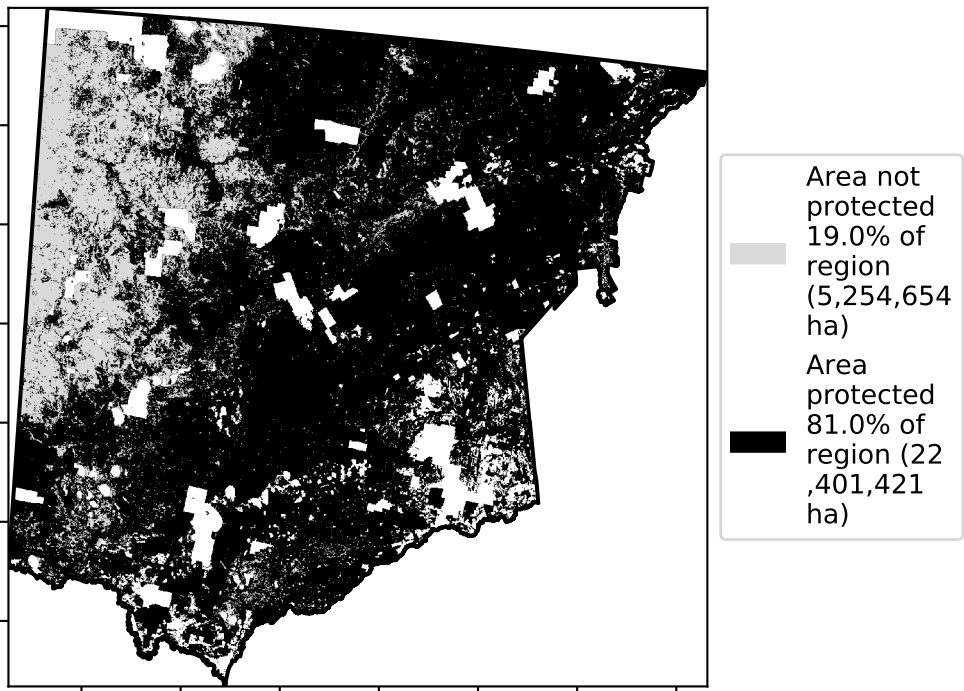 Area not
protected
19.0% of
region
(5,254,654
ha)
Area
protected
81.0% of
region (22
,401,421
ha)